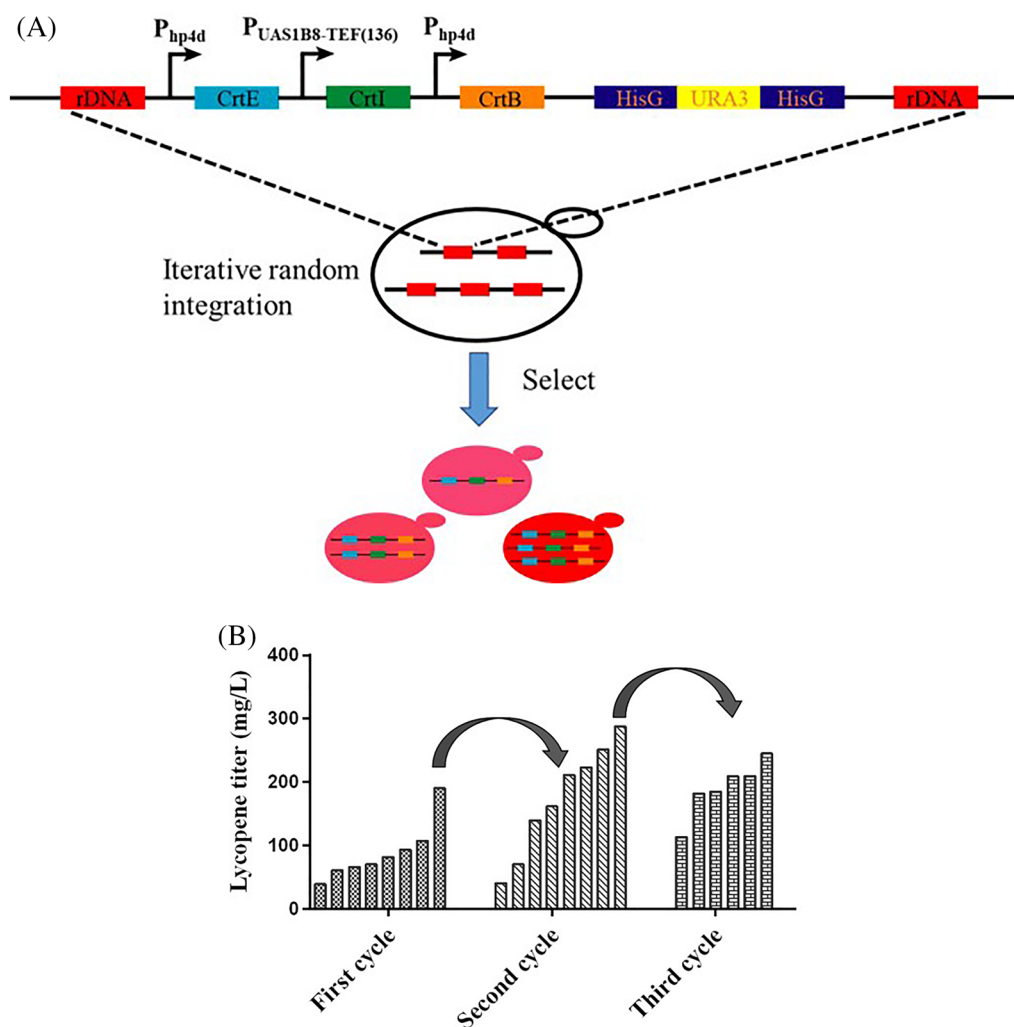 (A)
Php4d PUAS1B8-TEF(136) Php4d
rDNA CrtE CrtI CrtB HisG URA3 HisG rDNA
Iterative random
integration
Select
(B)
Lycopene titer (mg/L)
400
300
200
100
0
First cycle
Second cycle
Third cycle